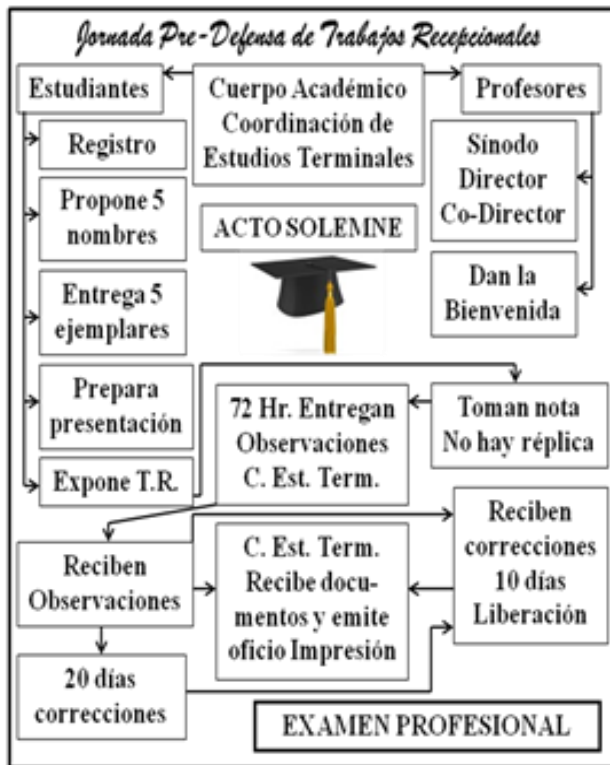 Jornada Pre-Defensa de Trabajos Recepcionales
Estudiantes
Cuerpo Académico
Coordinación de
Estudios Terminales
Profesores
Registro
Sínodo
Director
Co-Director
Propone 5
nombres
ACTO SOLEMNE
Entrega 5
ejemplares
Dan la
Bienvenida
Prepara
presentación
72 Hr. Entregan
Observaciones
C. Est. Term.
Toman nota
No hay réplica
Expone T.R.
Reciben
Observaciones
C. Est. Term.
Recibe docu-
mentos y emite
oficio Impresión
Reciben
correcciones
10 días
Liberación
20 días
correcciones
EXAMEN PROFESIONAL